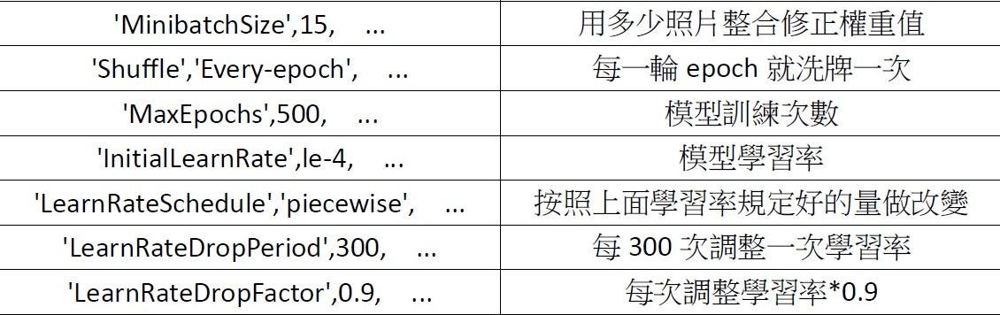 'MinibatchSize',15, ... 用多少照片整合修正權重值
'Shuffle','Every-epoch', ... 每一輪 epoch 就洗牌一次
'MaxEpochs',500, ... 模型訓練次數
'InitialLearnRate',le-4, ... 模型學習率
'LearnRateSchedule','piecewise', ... 按照上面學習率規定好的量做改變
'LearnRateDropPeriod',300, ... 每 300 次調整一次學習率
'LearnRateDropFactor',0.9, ... 每次調整學習率*0.9